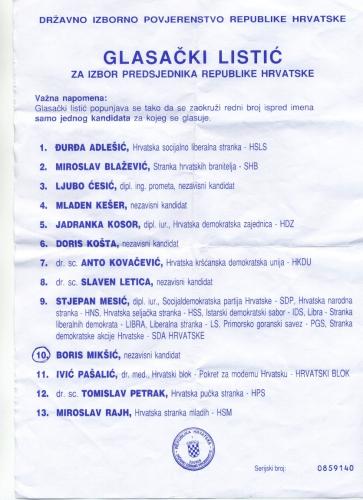 DRŽAVNO IZBORNO POVJERENSTVO REPUBLIKE HRVATSKE
GLASAČKI LISTIĆ
ZA IZBOR PREDSJEDNIKA REPUBLIKE HRVATSKE
Važna napomena:
Glasački listić popunjava se tako da se zaokruži redni broj ispred imena
samo jednog kandidata za kojeg se glasuje.
1. ĐURĐA ADLEŠIĆ, Hrvatska socijalno liberalna stranka - HSLS
2. MIROSLAV BLAŽEVIĆ, Stranka hrvatskih branitelja - SHB
3. LJUBO ĆESIĆ, dipl. ing. prometa, nezavisni kandidat
4. MLADEN KEŠER, nezavisni kandidat
5. JADRANKA KOSOR, dipl. iur., Hrvatska demokratska zajednica - HDZ
6. DORIS KOŠTA, nezavisni kandidat
7. dr. sc. ANTO KOVAČEVIĆ, Hrvatska kršćanska demokratska unija - HKDU
8. dr. sc. SLAVEN LETICA, nezavisni kandidat
9. STJEPAN MESIĆ, dipl. iur., Socijaldemokratska partija Hrvatske - SDP, Hrvatska narodna
stranka - HNS, Hrvatska seljačka stranka - HSS, Istarski demokratski sabor - IDS, Libra - Stranka
liberalnih demokrata - LIBRA, Liberalna stranka - LS, Primorsko goranski savez - PGS, Stranka
demokratske akcije Hrvatske - SDA HRVATSKE
10. BORIS MIKŠIĆ, nezavisni kandidat
11. IVIĆ PAŠALIĆ, dr. med., Hrvatski blok - Pokret za modernu Hrvatsku - HRVATSKI BLOK
12. dr. sc. TOMISLAV PETRAK, Hrvatska pučka stranka - HPS
13. MIROSLAV RAJH, Hrvatska stranka mladih - HSM
REPUBLIKA HRVATSKA
Serijski broj: 0859140